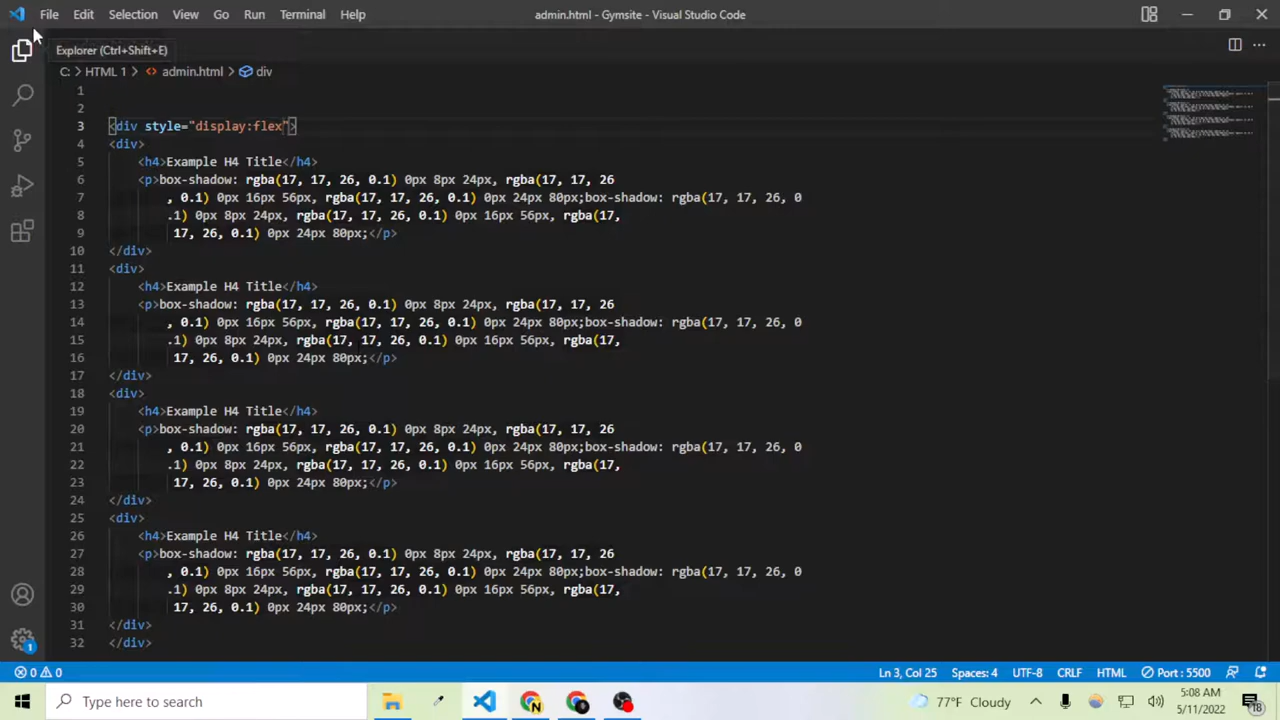 File Edit Selection View Go Run Terminal Help admin.html - Gymsite - Visual Studio Code
Explorer (Ctrl+Shift+E)
C: > HTML 1 > admin.html > div
1
2
3 <div style="display:flex">
4 <div>
5 <h4>Example H4 Title</h4>
6 <p>box-shadow: rgba(17, 17, 26, 0.1) 0px 8px 24px, rgba(17, 17, 26
7 , 0.1) 0px 16px 56px, rgba(17, 17, 26, 0.1) 0px 24px 80px;box-shadow: rgba(17, 17, 26, 0
8 .1) 0px 8px 24px, rgba(17, 17, 26, 0.1) 0px 16px 56px, rgba(17,
9 17, 26, 0.1) 0px 24px 80px;</p>
10 </div>
11 <div>
12 <h4>Example H4 Title</h4>
13 <p>box-shadow: rgba(17, 17, 26, 0.1) 0px 8px 24px, rgba(17, 17, 26
14 , 0.1) 0px 16px 56px, rgba(17, 17, 26, 0.1) 0px 24px 80px;box-shadow: rgba(17, 17, 26, 0
15 .1) 0px 8px 24px, rgba(17, 17, 26, 0.1) 0px 16px 56px, rgba(17,
16 17, 26, 0.1) 0px 24px 80px;</p>
17 </div>
18 <div>
19 <h4>Example H4 Title</h4>
20 <p>box-shadow: rgba(17, 17, 26, 0.1) 0px 8px 24px, rgba(17, 17, 26
21 , 0.1) 0px 16px 56px, rgba(17, 17, 26, 0.1) 0px 24px 80px;box-shadow: rgba(17, 17, 26, 0
22 .1) 0px 8px 24px, rgba(17, 17, 26, 0.1) 0px 16px 56px, rgba(17,
23 17, 26, 0.1) 0px 24px 80px;</p>
24 </div>
25 <div>
26 <h4>Example H4 Title</h4>
27 <p>box-shadow: rgba(17, 17, 26, 0.1) 0px 8px 24px, rgba(17, 17, 26
28 , 0.1) 0px 16px 56px, rgba(17, 17, 26, 0.1) 0px 24px 80px;box-shadow: rgba(17, 17, 26, 0
29 .1) 0px 8px 24px, rgba(17, 17, 26, 0.1) 0px 16px 56px, rgba(17,
30 17, 26, 0.1) 0px 24px 80px;</p>
31 </div>
32 </div>
1
0 0 Ln 3, Col 25 Spaces: 4 UTF-8 CRLF HTML Port : 5500
Type here to search N 77°F Cloudy 5:08 AM
5/11/2022 18